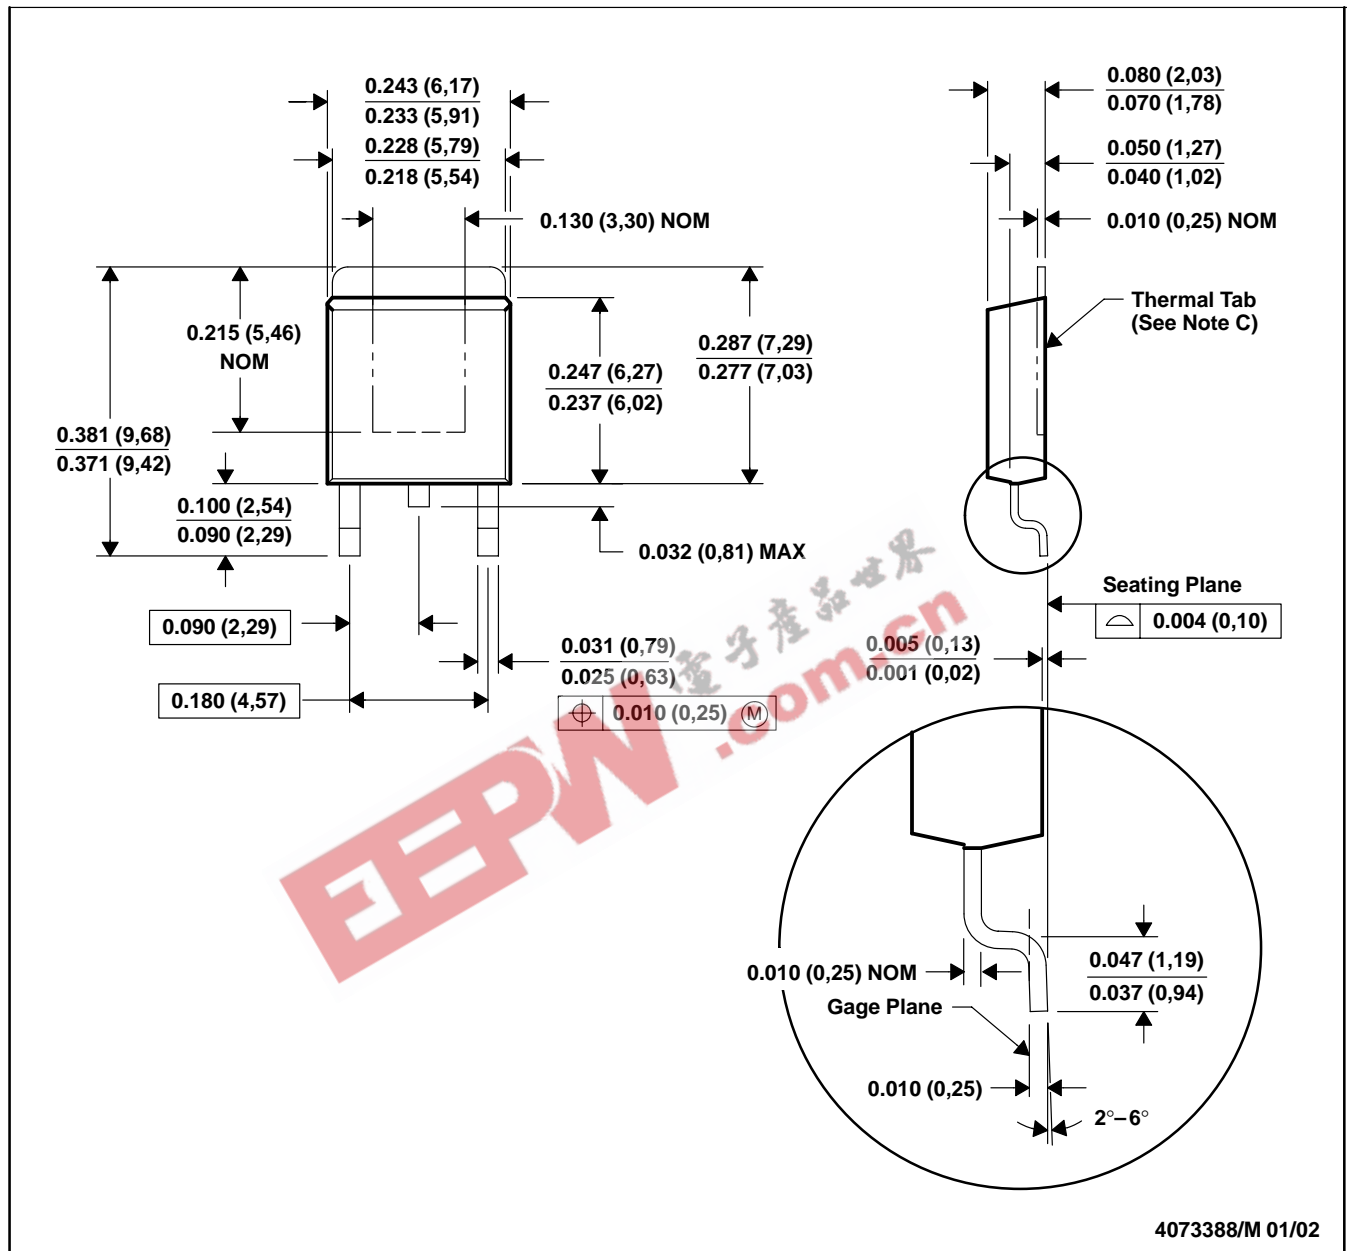 0.243 (6,17)
0.233 (5,91)
0.228 (5,79)
0.218 (5,54)
0.130 (3,30) NOM
0.215 (5,46)
NOM
0.381 (9,68)
0.371 (9,42)
0.100 (2,54)
0.090 (2,29)
0.247 (6,27)
0.237 (6,02)
0.287 (7,29)
0.277 (7,03)
0.032 (0,81) MAX
0.090 (2,29)
0.180 (4,57)
0.031 (0,79)
0.025 (0,63)
0.010 (0,25) M
0.080 (2,03)
0.070 (1,78)
0.050 (1,27)
0.040 (1,02)
0.010 (0,25) NOM
Thermal Tab
(See Note C)
Seating Plane
0.004 (0,10)
0.005 (0,13)
0.001 (0,02)
0.010 (0,25) NOM
Gage Plane
0.010 (0,25)
0.047 (1,19)
0.037 (0,94)
2°–6°
EEPW
電子產品世界
.com.cn
4073388/M 01/02